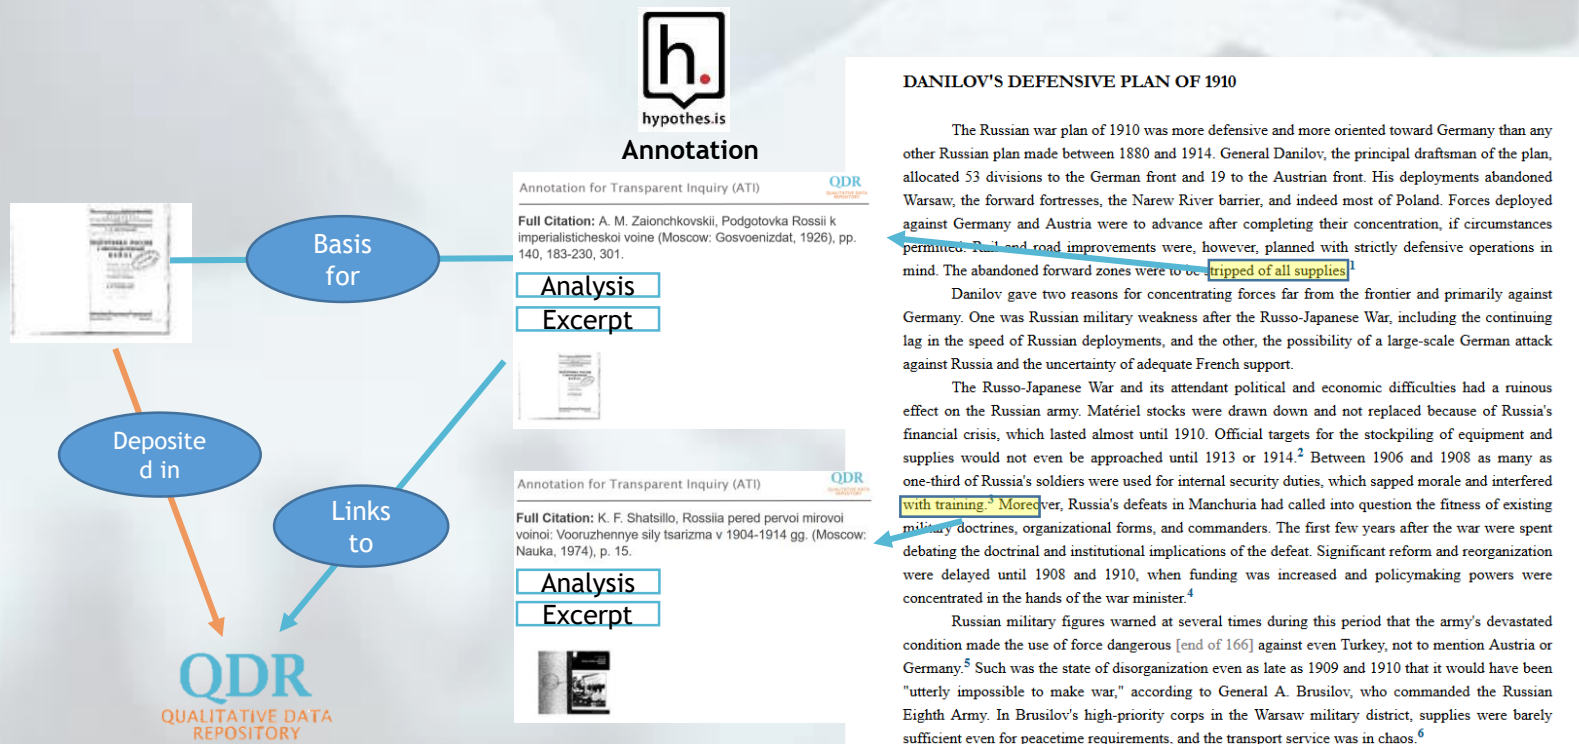 h.
hypothes.is
Annotation
Annotation for Transparent Inquiry (ATI)
QDR
QUALITATIVE DATA
REPOSITORY
Full Citation: A. M. Zaionchkovskii, Podgotovka Rossii k
imperialisticheskoi voine (Moscow: Gosvoenizdat, 1926), pp.
140, 183-230, 301.
Analysis
Excerpt
Annotation for Transparent Inquiry (ATI)
QDR
QUALITATIVE DATA
REPOSITORY
Full Citation: K. F. Shatsillo, Rossiia pered pervoi mirovoi
voinoi: Vooruzhennye sily tsarizma v 1904-1914 gg. (Moscow:
Nauka, 1974), p. 15.
Analysis
Excerpt
Basis
for
Deposite
d in
Links
to
QDR
QUALITATIVE DATA
REPOSITORY
DANILOV'S DEFENSIVE PLAN OF 1910
The Russian war plan of 1910 was more defensive and more oriented toward Germany than any
other Russian plan made between 1880 and 1914. General Danilov, the principal draftsman of the plan,
allocated 53 divisions to the German front and 19 to the Austrian front. His deployments abandoned
Warsaw, the forward fortresses, the Narew River barrier, and indeed most of Poland. Forces deployed
against Germany and Austria were to advance after completing their concentration, if circumstances
permitted. Rail and road improvements were, however, planned with strictly defensive operations in
mind. The abandoned forward zones were to be stripped of all supplies.1
Danilov gave two reasons for concentrating forces far from the frontier and primarily against
Germany. One was Russian military weakness after the Russo-Japanese War, including the continuing
lag in the speed of Russian deployments, and the other, the possibility of a large-scale German attack
against Russia and the uncertainty of adequate French support.
The Russo-Japanese War and its attendant political and economic difficulties had a ruinous
effect on the Russian army. Matériel stocks were drawn down and not replaced because of Russia's
financial crisis, which lasted almost until 1910. Official targets for the stockpiling of equipment and
supplies would not even be approached until 1913 or 1914.2 Between 1906 and 1908 as many as
one-third of Russia's soldiers were used for internal security duties, which sapped morale and interfered
with training.3 Moreover, Russia's defeats in Manchuria had called into question the fitness of existing
military doctrines, organizational forms, and commanders. The first few years after the war were spent
debating the doctrinal and institutional implications of the defeat. Significant reform and reorganization
were delayed until 1908 and 1910, when funding was increased and policymaking powers were
concentrated in the hands of the war minister.4
Russian military figures warned at several times during this period that the army's devastated
condition made the use of force dangerous [end of 166] against even Turkey, not to mention Austria or
Germany.5 Such was the state of disorganization even as late as 1909 and 1910 that it would have been
"utterly impossible to make war," according to General A. Brusilov, who commanded the Russian
Eighth Army. In Brusilov's high-priority corps in the Warsaw military district, supplies were barely
sufficient even for peacetime requirements, and the transport service was in chaos.6